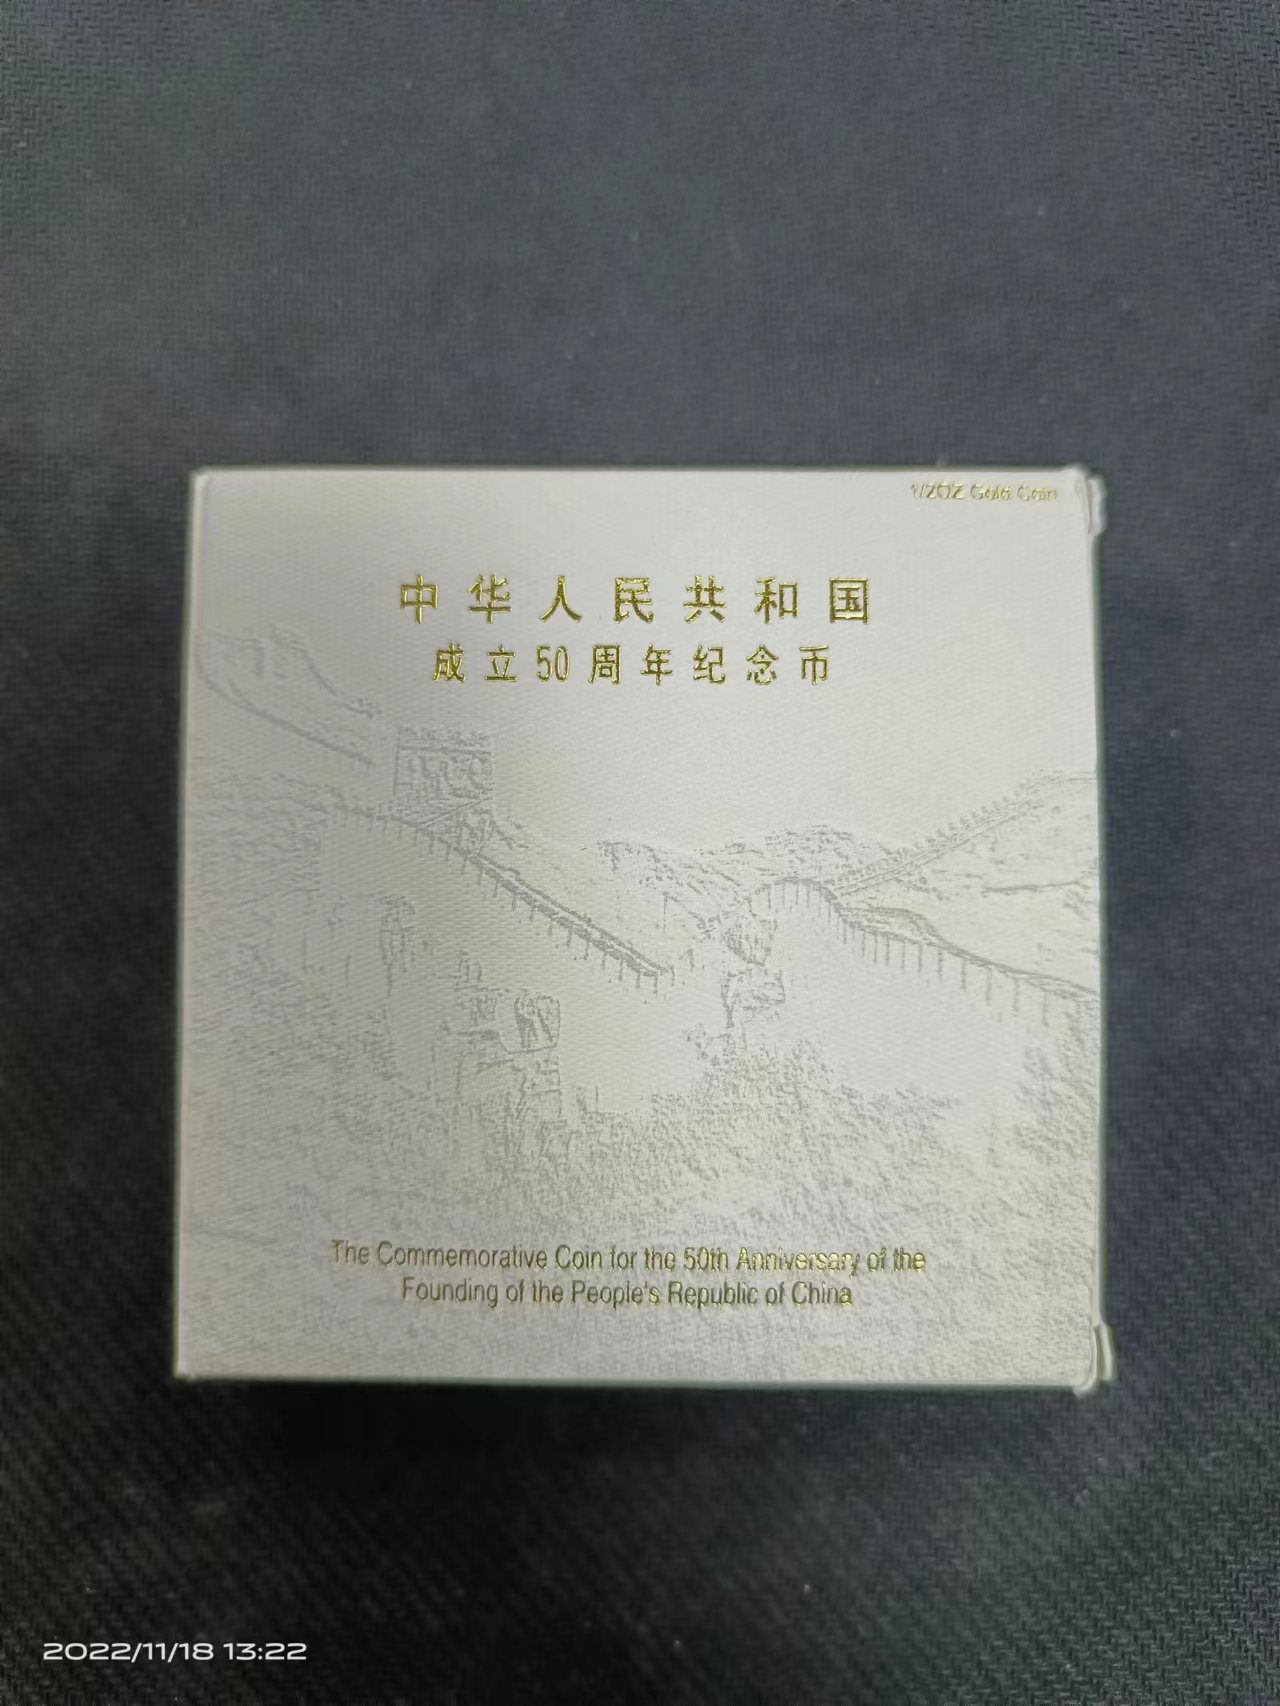 1/2OZ Gold Coin
中华人民共和国
成立50周年纪念币
The Commemorative Coin for the 50th Anniversary of the
Founding of the People's Republic of China
2022/11/18 13:22